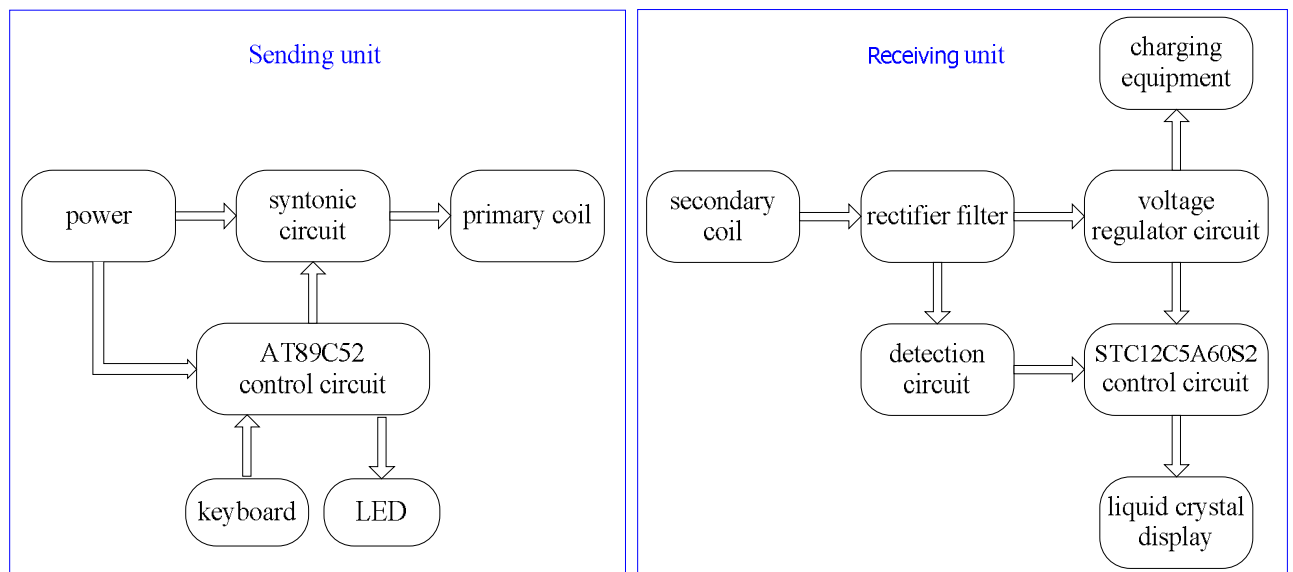 Sending unit
power
syntonic
circuit
primary coil
AT89C52
control circuit
keyboard
LED
Receiving unit
charging
equipment
secondary
coil
rectifier filter
voltage
regulator circuit
detection
circuit
STC12C5A60S2
control circuit
liquid crystal
display